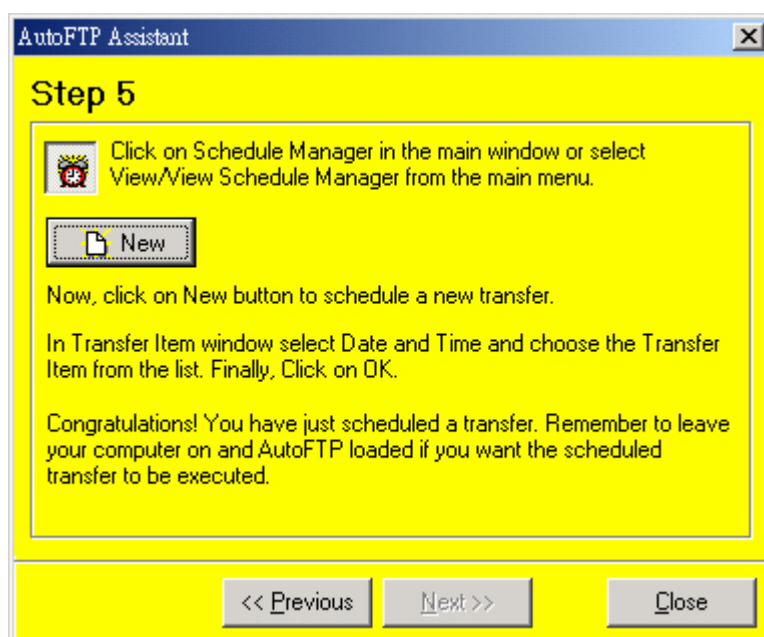 AutoFTP Assistant
Step 5
Click on Schedule Manager in the main window or select
View/View Schedule Manager from the main menu.
New
Now, click on New button to schedule a new transfer.
In Transfer Item window select Date and Time and choose the Transfer
Item from the list. Finally, Click on OK.
Congratulations! You have just scheduled a transfer. Remember to leave
your computer on and AutoFTP loaded if you want the scheduled
transfer to be executed.
<< Previous
Next >>
Close